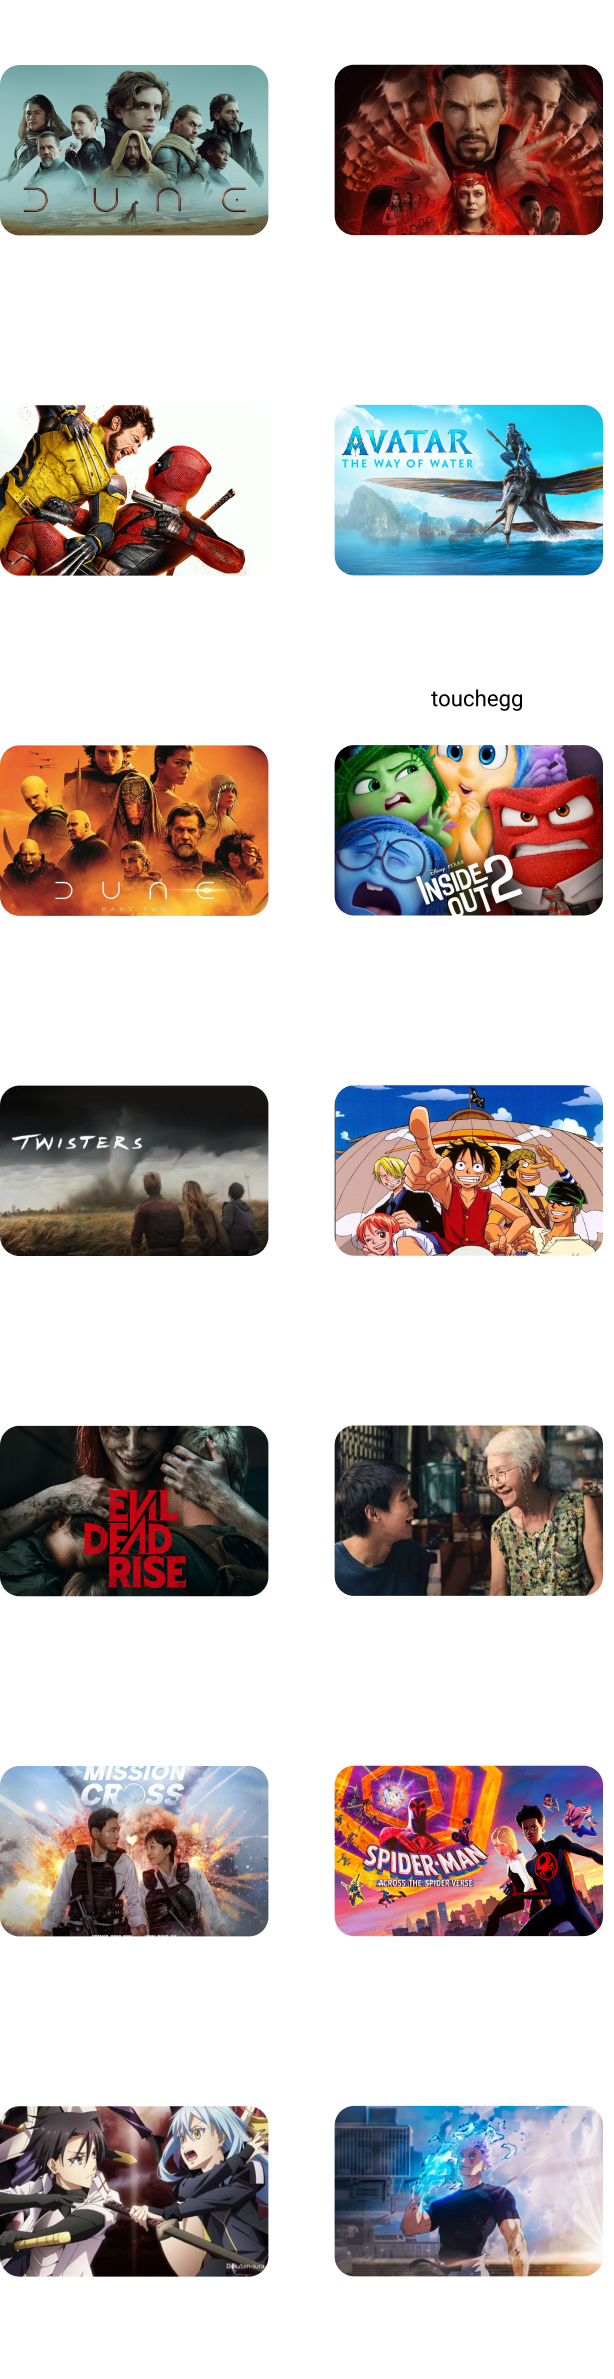 DUNE
AVATAR
THE WAY OF WATER
touchegg
DUNE
PART TWO
Disney PIXAR
INSIDE
OUT 2
TWISTERS
EVIL
DEAD
RISE
MISSION
CROSS
SPIDER-MAN
ACROSS THE SPIDER-VERSE